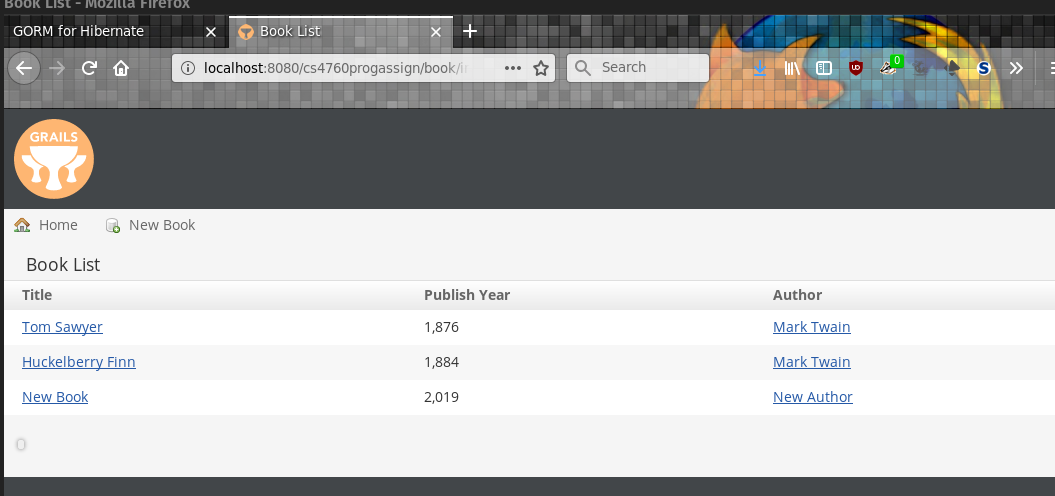 Book List - Mozilla Firefox
GORM for Hibernate
Book List
localhost:8080/cs4760progassign/book/i
Search
0
GRAILS
Home
New Book
Book List
Title Publish Year Author
Tom Sawyer 1,876 Mark Twain
Huckelberry Finn 1,884 Mark Twain
New Book 2,019 New Author